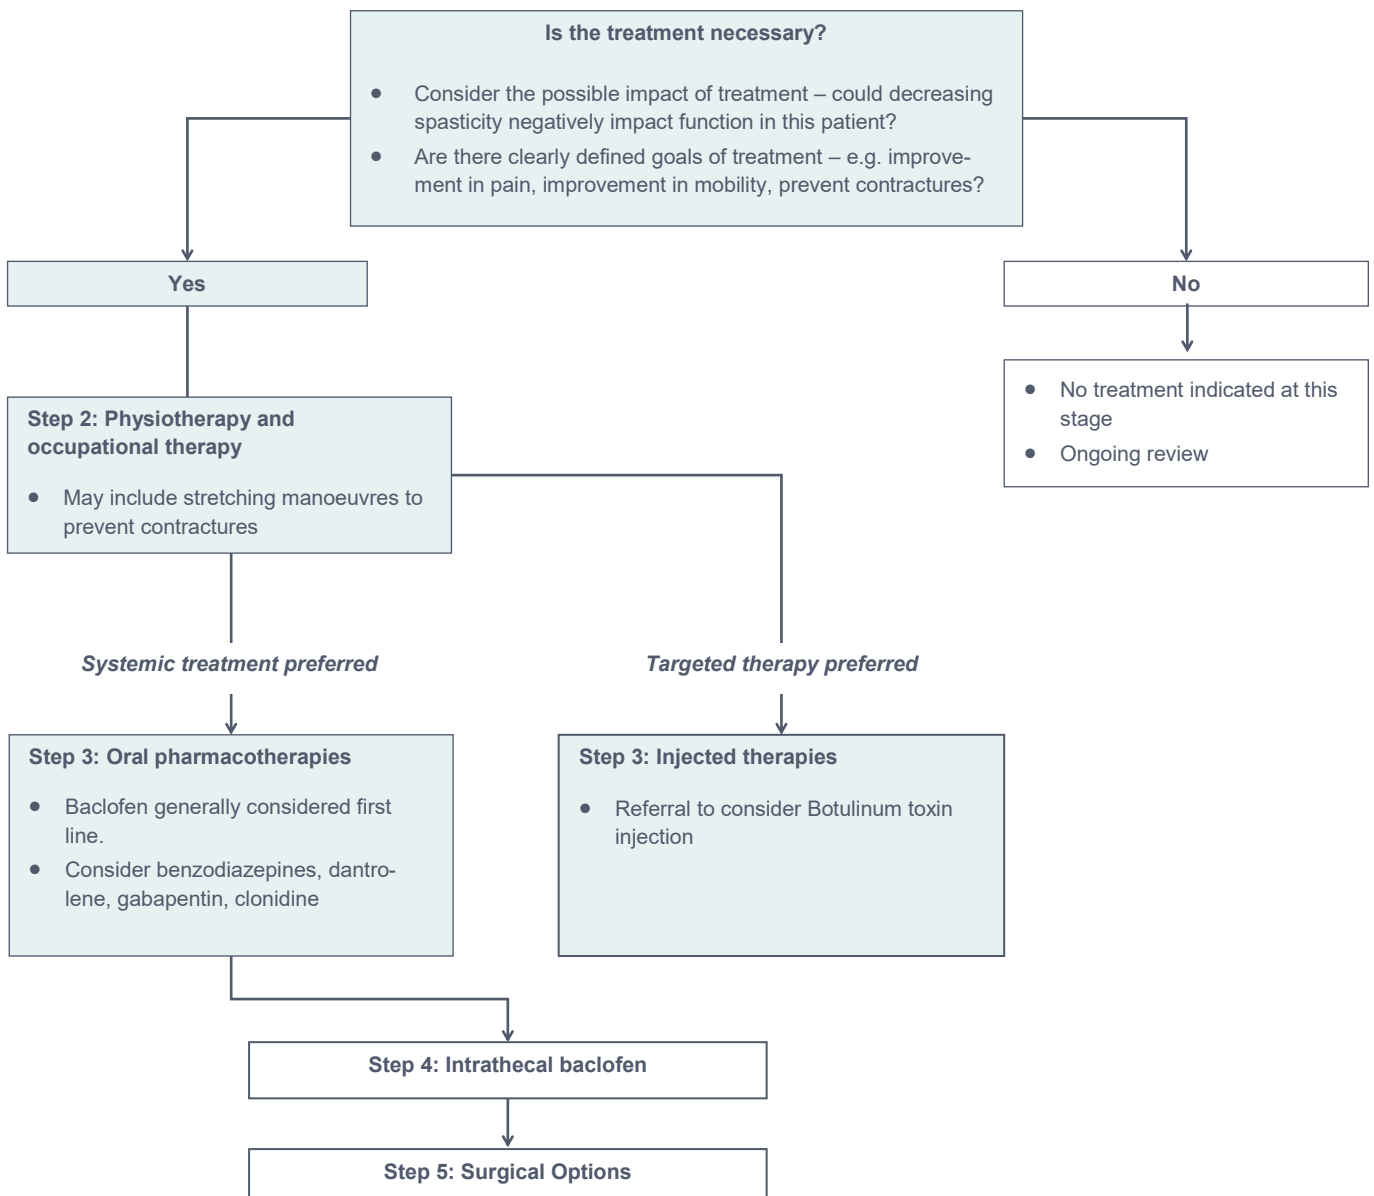 Is the treatment necessary?
● Consider the possible impact of treatment – could decreasing
spasticity negatively impact function in this patient?
● Are there clearly defined goals of treatment – e.g. improve-
ment in pain, improvement in mobility, prevent contractures?
Yes
No
● No treatment indicated at this
stage
● Ongoing review
Step 2: Physiotherapy and
occupational therapy
● May include stretching manoeuvres to
prevent contractures
Systemic treatment preferred
Targeted therapy preferred
Step 3: Oral pharmacotherapies
● Baclofen generally considered first
line.
● Consider benzodiazepines, dantro-
lene, gabapentin, clonidine
Step 3: Injected therapies
● Referral to consider Botulinum toxin
injection
Step 4: Intrathecal baclofen
Step 5: Surgical Options